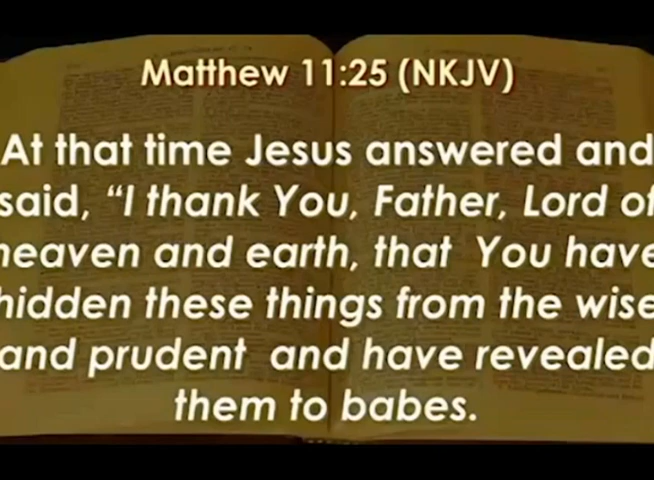 Matthew 11:25 (NKJV)
At that time Jesus answered and
said, “I thank You, Father, Lord of
heaven and earth, that You have
hidden these things from the wise
and prudent and have revealed
them to babes.